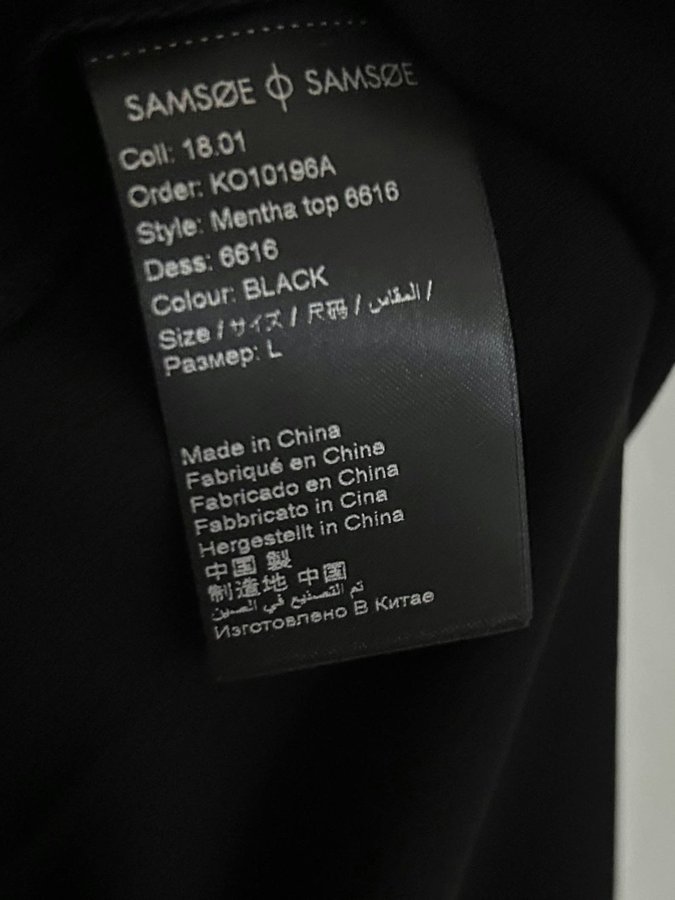 SAMSØE ϕ SAMSØE
Coll: 18.01
Order: KO10196A
Style: Mentha top 6616
Dess: 6616
Colour: BLACK
Size / サイズ / 尺码 / المقاس /
Размер: L
Made in China
Fabriqué en Chine
Fabricado en China
Fabbricato in Cina
Hergestellt in China
中国 製
制造地 中国
تم التصنيع في الصين
Изготовлено В Китае